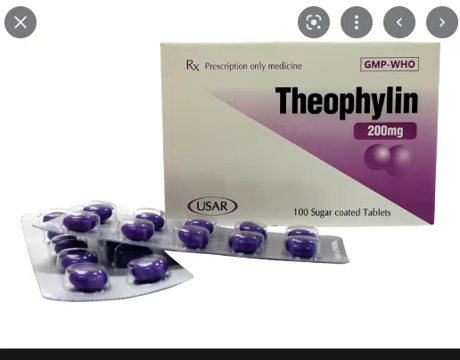 Rx Prescription only medicine
GMP-WHO
Theophylin
200mg
USAR
100 Sugar coated Tablets